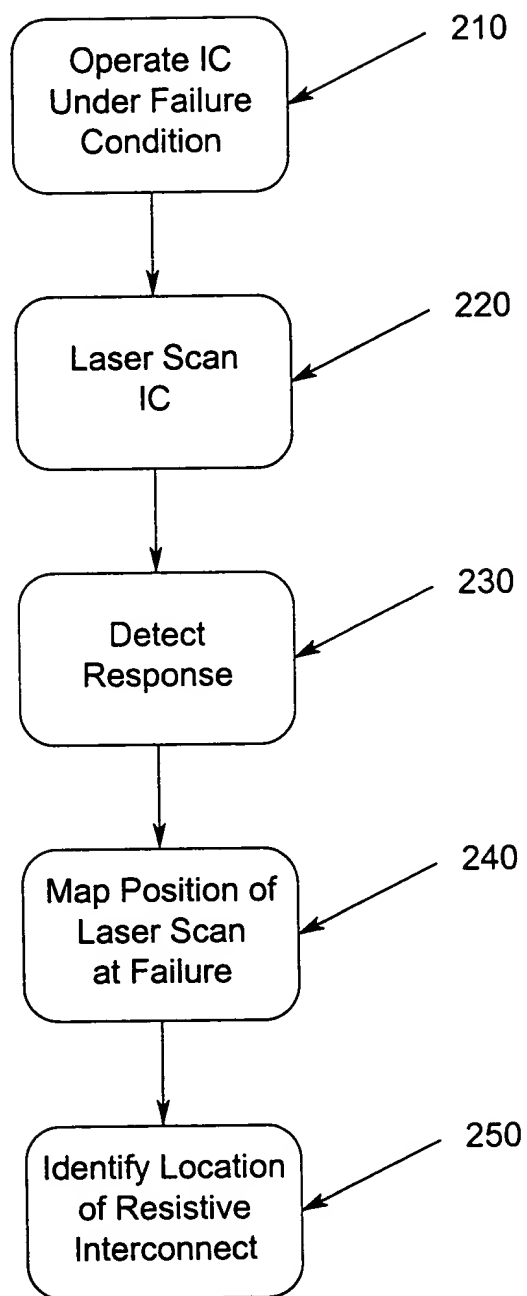 210
Operate IC
Under Failure
Condition
220
Laser Scan
IC
230
Detect
Response
240
Map Position of
Laser Scan
at Failure
250
Identify Location
of Resistive
Interconnect